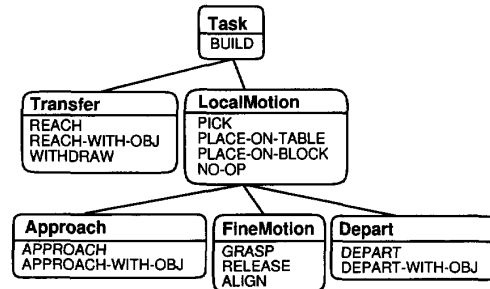 Task
BUILD
Transfer
REACH
REACH-WITH-OBJ
WITHDRAW
LocalMotion
PICK
PLACE-ON-TABLE
PLACE-ON-BLOCK
NO-OP
Approach
APPROACH
APPROACH-WITH-OBJ
FineMotion
GRASP
RELEASE
ALIGN
Depart
DEPART
DEPART-WITH-OBJ